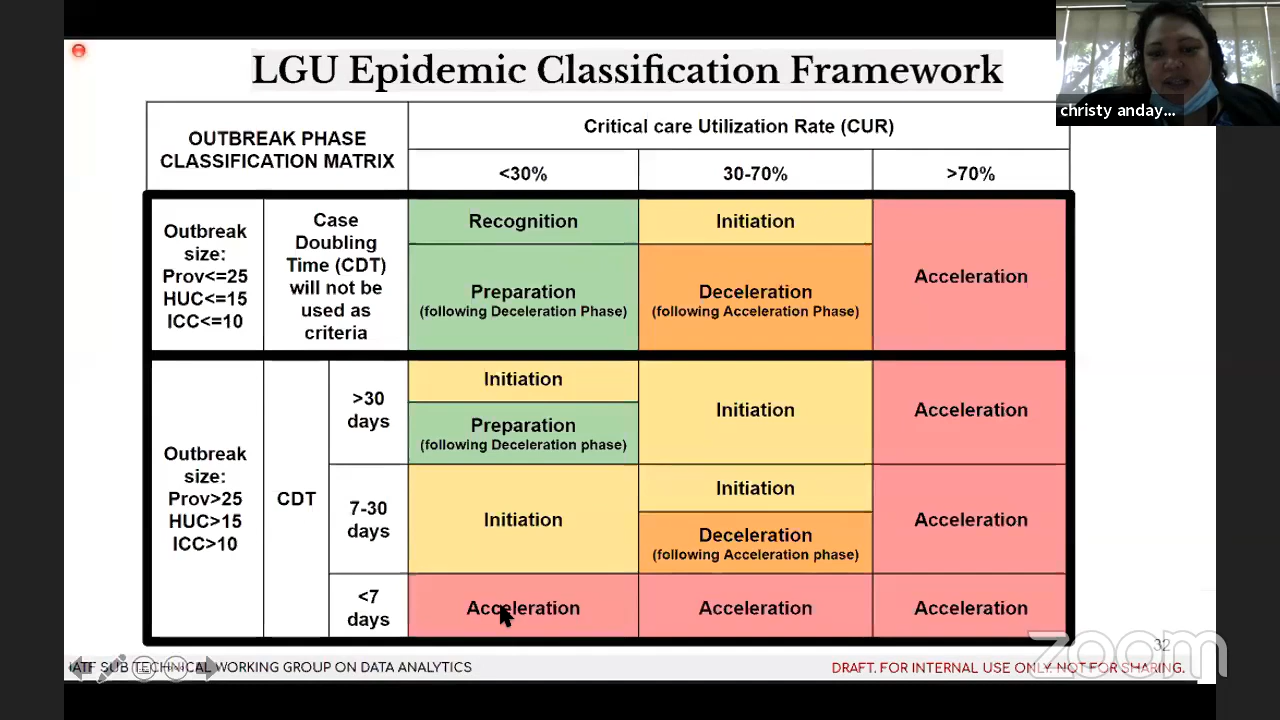 LGU Epidemic Classification Framework
christy anday...
OUTBREAK PHASE
CLASSIFICATION MATRIX
Critical care Utilization Rate (CUR)
<30%
30-70%
>70%
Outbreak
size:
Prov<=25
HUC<=15
ICC<=10
Case
Doubling
Time (CDT)
will not be
used as
criteria
Recognition
Preparation
(following Deceleration Phase)
Initiation
Deceleration
(following Acceleration Phase)
Acceleration
Outbreak
size:
Prov>25
HUC>15
ICC>10
CDT
>30
days
Initiation
Preparation
(following Deceleration phase)
Initiation
Acceleration
7-30
days
Initiation
Initiation
Deceleration
(following Acceleration phase)
Acceleration
<7
days
Acceleration
Acceleration
Acceleration
32
IATF SUB TECHNICAL WORKING GROUP ON DATA ANALYTICS
DRAFT. FOR INTERNAL USE ONLY NOT FOR SHARING.
zoom